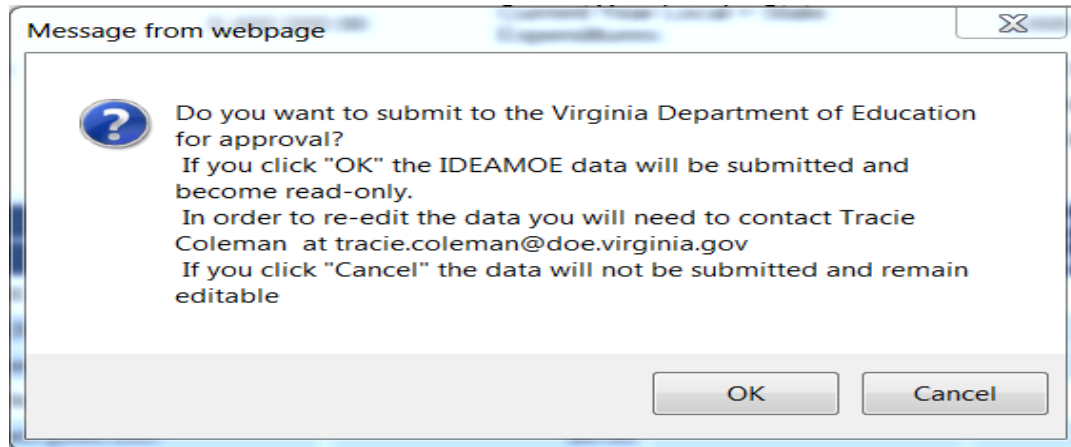 Message from webpage
Do you want to submit to the Virginia Department of Education
for approval?
If you click "OK" the IDEAMOE data will be submitted and
become read-only.
In order to re-edit the data you will need to contact Tracie
Coleman  at tracie.coleman@doe.virginia.gov
If you click "Cancel" the data will not be submitted and remain
editable
OK
Cancel